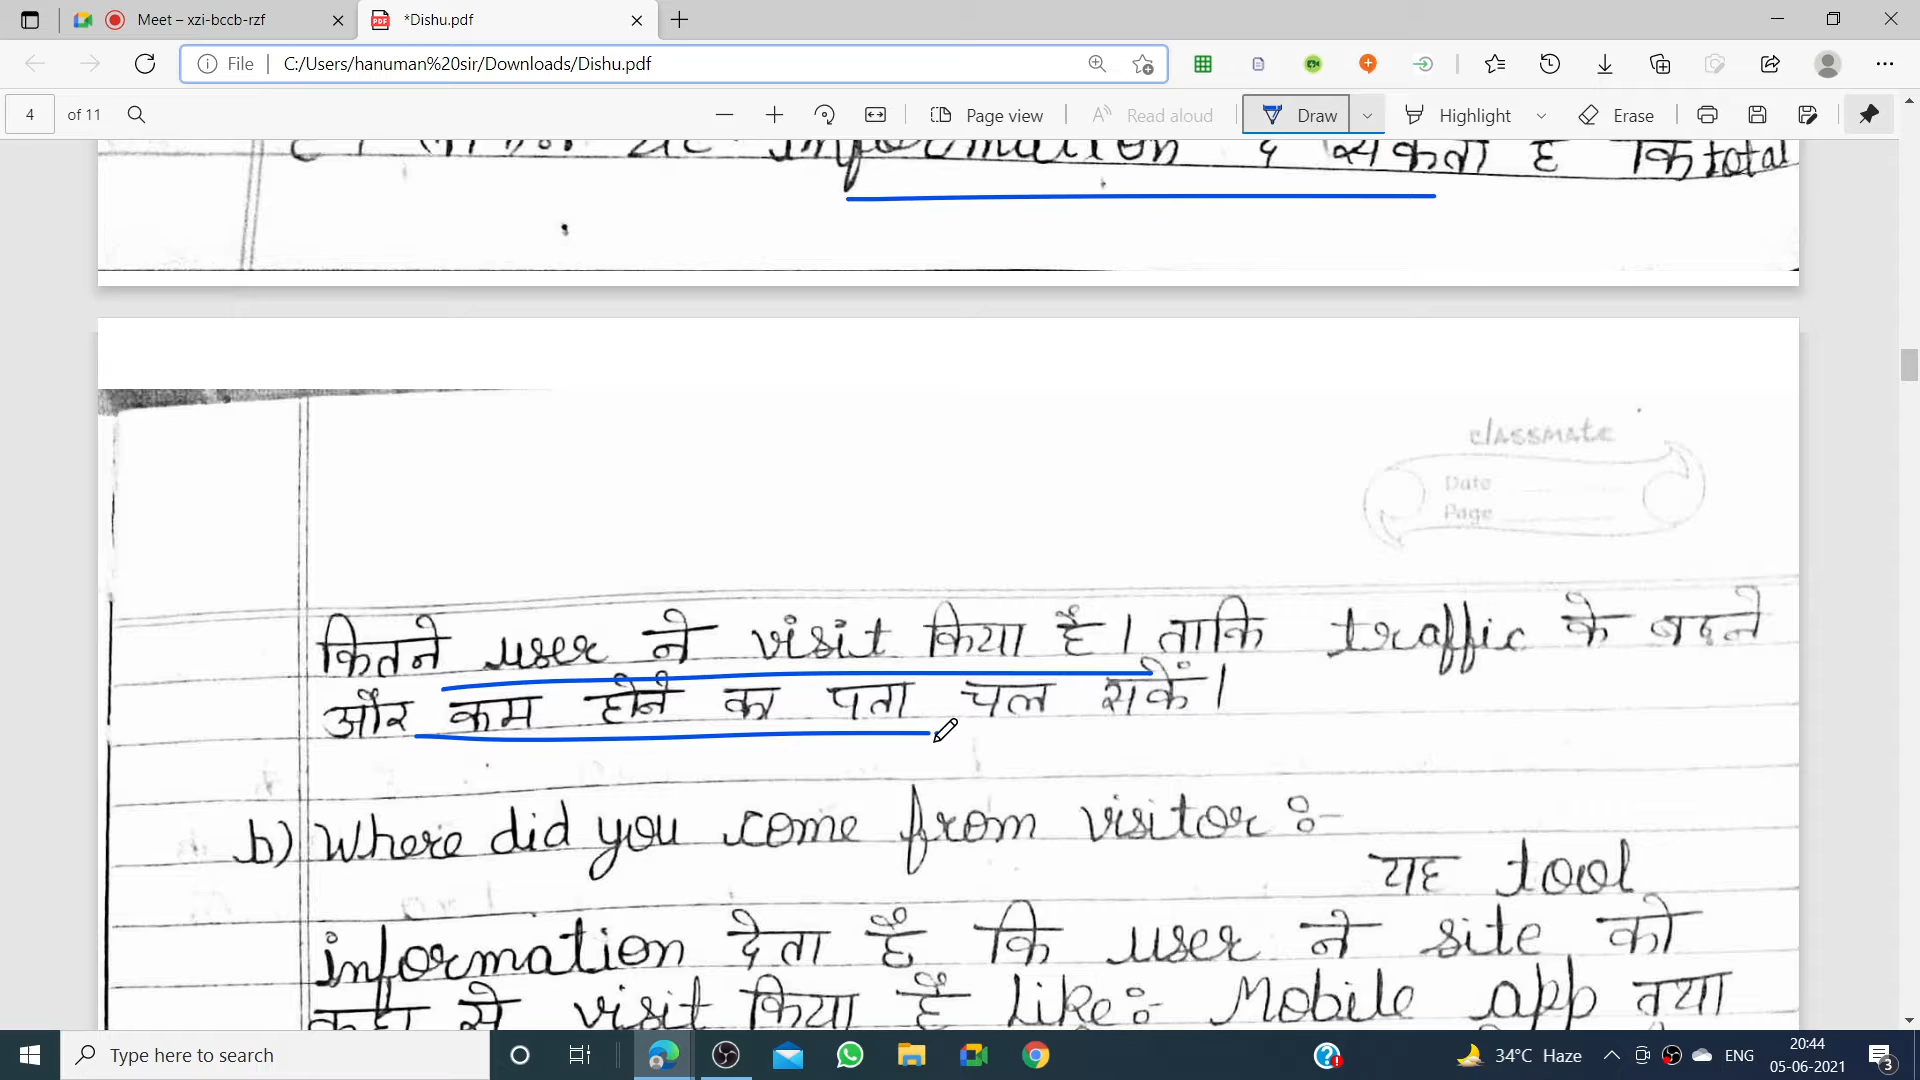 Meet – xzi-bccb-rzf
*Dishu.pdf
File
C:/Users/hanuman%20sir/Downloads/Dishu.pdf
4 of 11
Page view
Read aloud
Draw
Highlight
Erase
information दे सकता है कि total
classmate
Date
Page
कितने user ने visit किया है। ताकि traffic के बढ़ने
और कम होने का पता चल सकें।
b) Where did you come from visitor :-
यह tool
information देता है कि user ने site को
कहा से visit किया है Like:- Mobile app तथा
Type here to search
34°C Haze
ENG
20:44
05-06-2021
3